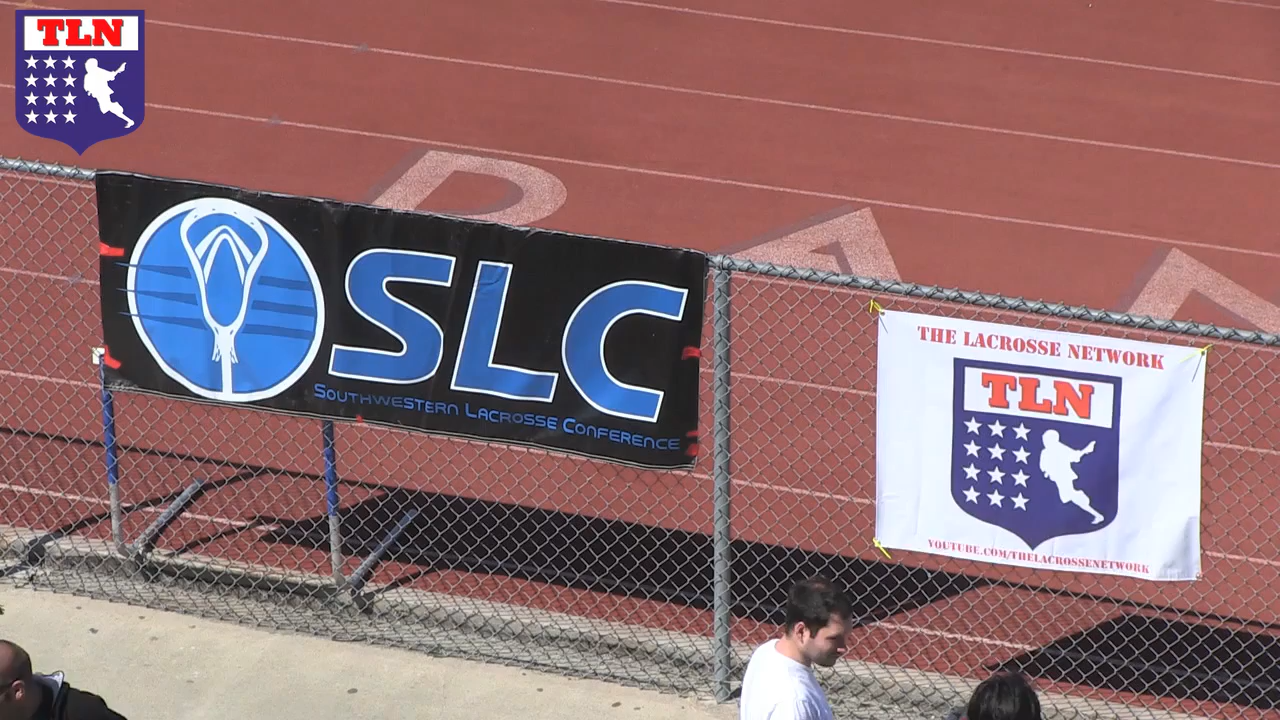 TLN
SLC
SOUTHWESTERN LACROSSE CONFERENCE
THE LACROSSE NETWORK
TLN
YOUTUBE.COM/THELACROSSENETWORK